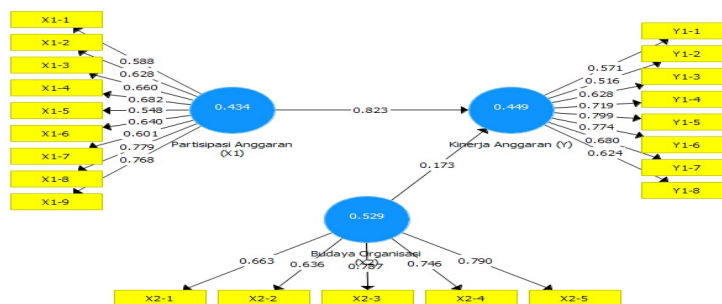 X1-1
X1-2
X1-3
X1-4
X1-5
X1-6
X1-7
X1-8
X1-9
0.588
0.628
0.660
0.682
0.548
0.640
0.601
0.779
0.768
0.434
Partisipasi Anggaran
(X1)
0.823
0.449
Kinerja Anggaran (Y)
0.571
0.516
0.628
0.719
0.799
0.774
0.680
0.624
Y1-1
Y1-2
Y1-3
Y1-4
Y1-5
Y1-6
Y1-7
Y1-8
0.173
0.529
Budaya Organisasi
(X2)
0.663
0.636
0.746
0.790
X2-1
X2-2
X2-3
X2-4
X2-5